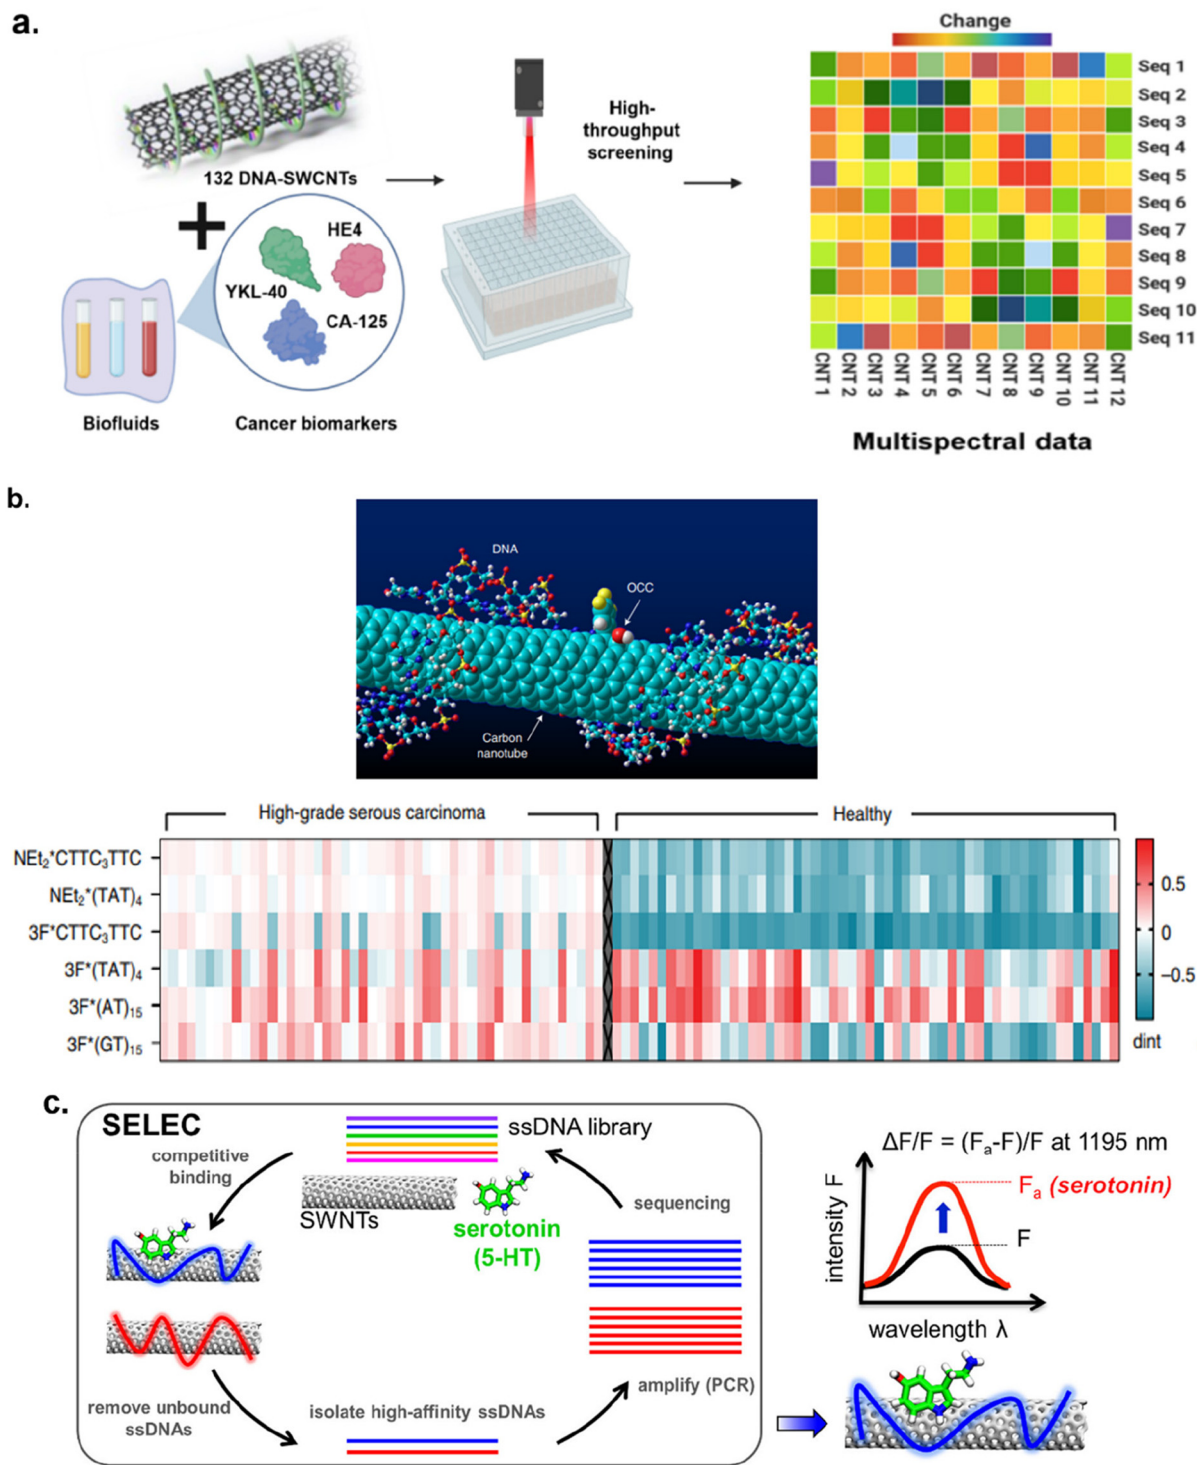 a.
132 DNA-SWCNTs
HE4
YKL-40
CA-125
Biofluids
Cancer biomarkers
High-
throughput
screening
Change
Seq 1
Seq 2
Seq 3
Seq 4
Seq 5
Seq 6
Seq 7
Seq 8
Seq 9
Seq 10
Seq 11
CNT 1
CNT 2
CNT 3
CNT 4
CNT 5
CNT 6
CNT 7
CNT 8
CNT 9
CNT 10
CNT 11
CNT 12
Multispectral data
b.
DNA
OCC
Carbon
nanotube
High-grade serous carcinoma
Healthy
NEt₂*CTTC₃TTC
NEt₂*(TAT)₄
3F*CTTC₃TTC
3F*(TAT)₄
3F*(AT)₁₅
3F*(GT)₁₅
0.5
0
−0.5
dint
c.
SELEC
competitive
binding
ssDNA library
SWNTs
serotonin
(5-HT)
sequencing
remove unbound
ssDNAs
isolate high-affinity ssDNAs
amplify (PCR)
ΔF/F = (Fₐ-F)/F at 1195 nm
intensity F
Fₐ (serotonin)
F
wavelength λ